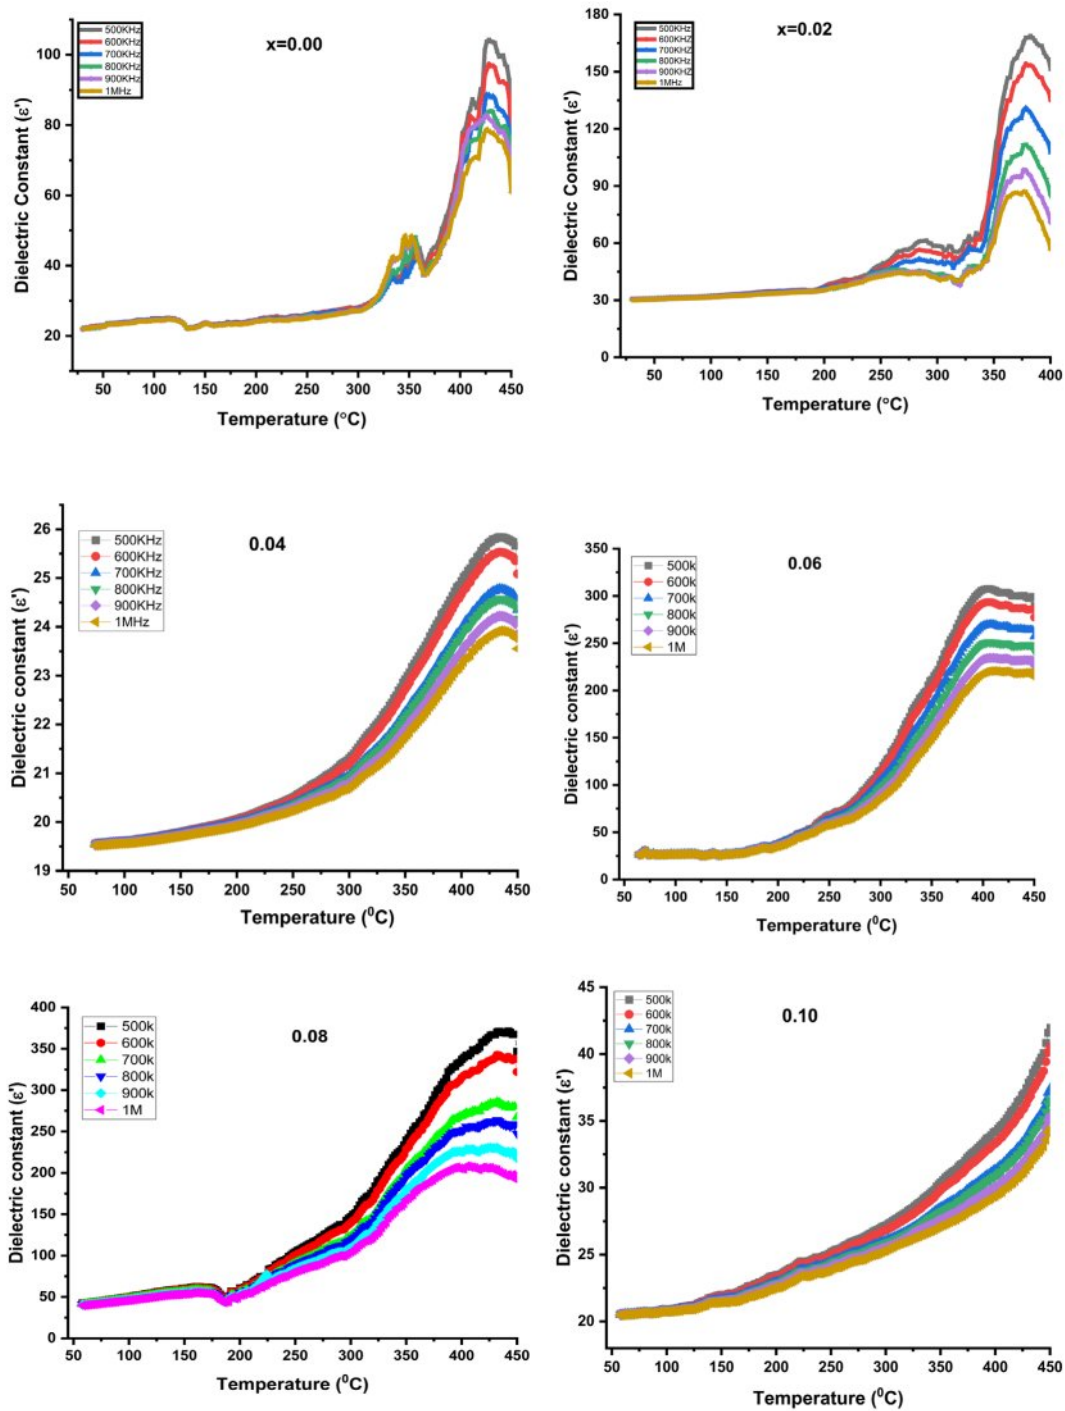 x=0.00
500KHz
600KHz
700KHz
800KHz
900KHz
1MHz
Dielectric Constant (ε')
100
80
60
40
20
50 100 150 200 250 300 350 400 450
Temperature (°C)
x=0.02
500KHz
600KHZ
700KHZ
800KHz
900KHZ
1MHz
Dielectric Constant (ε')
180
150
120
90
60
30
0
50 100 150 200 250 300 350 400
Temperature (°C)
0.04
500KHz
600KHz
700KHz
800KHz
900KHz
1MHz
Dielectric constant (ε')
26
25
24
23
22
21
20
19
50 100 150 200 250 300 350 400 450
Temperature (⁰C)
0.06
500k
600k
700k
800k
900k
1M
Dielectric constant (ε')
350
300
250
200
150
100
50
0
50 100 150 200 250 300 350 400 450
Temperature (⁰C)
0.08
500k
600k
700k
800k
900k
1M
Dielectric constant (ε')
400
350
300
250
200
150
100
50
0
50 100 150 200 250 300 350 400 450
Temperature (⁰C)
0.10
500k
600k
700k
800k
900k
1M
Dielectric constant (ε')
45
40
35
30
25
20
50 100 150 200 250 300 350 400 450
Temperature (⁰C)